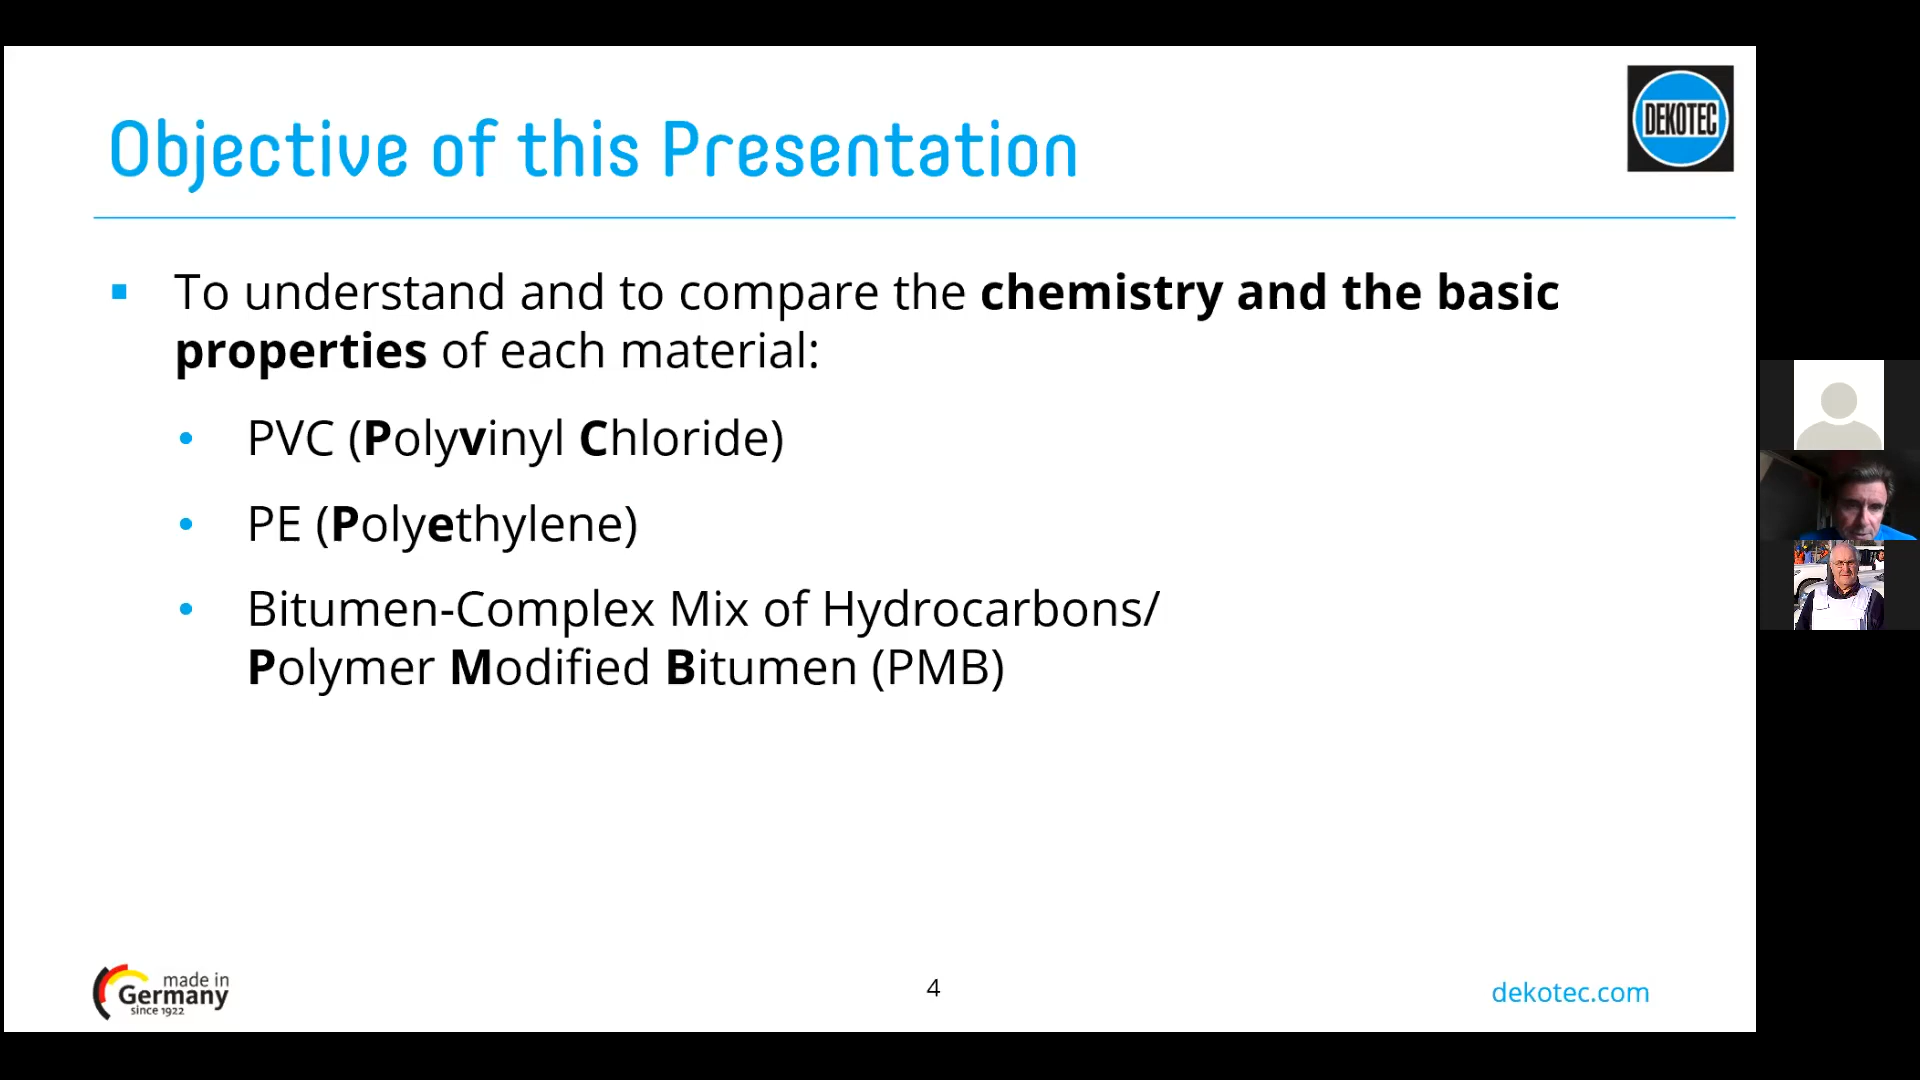 Objective of this Presentation
DEKOTEC
To understand and to compare the chemistry and the basic
properties of each material:
PVC (Polyvinyl Chloride)
PE (Polyethylene)
Bitumen-Complex Mix of Hydrocarbons/
Polymer Modified Bitumen (PMB)
made in
Germany
since 1922
4
dekotec.com